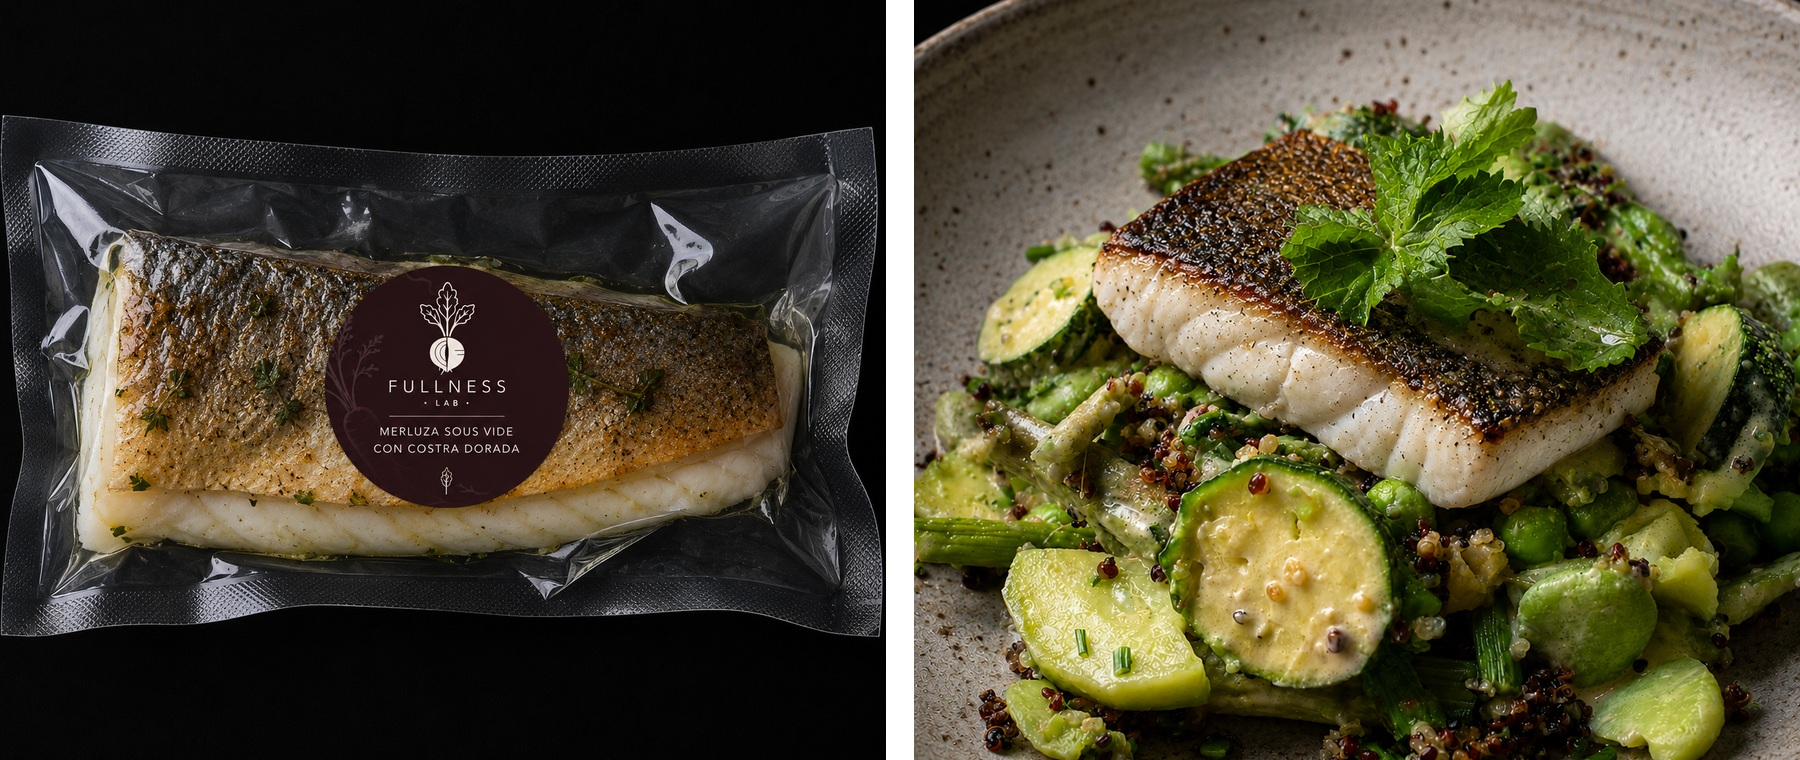 FULLNESS
• LAB •
MERLUZA SOUS VIDE
CON COSTRA DORADA